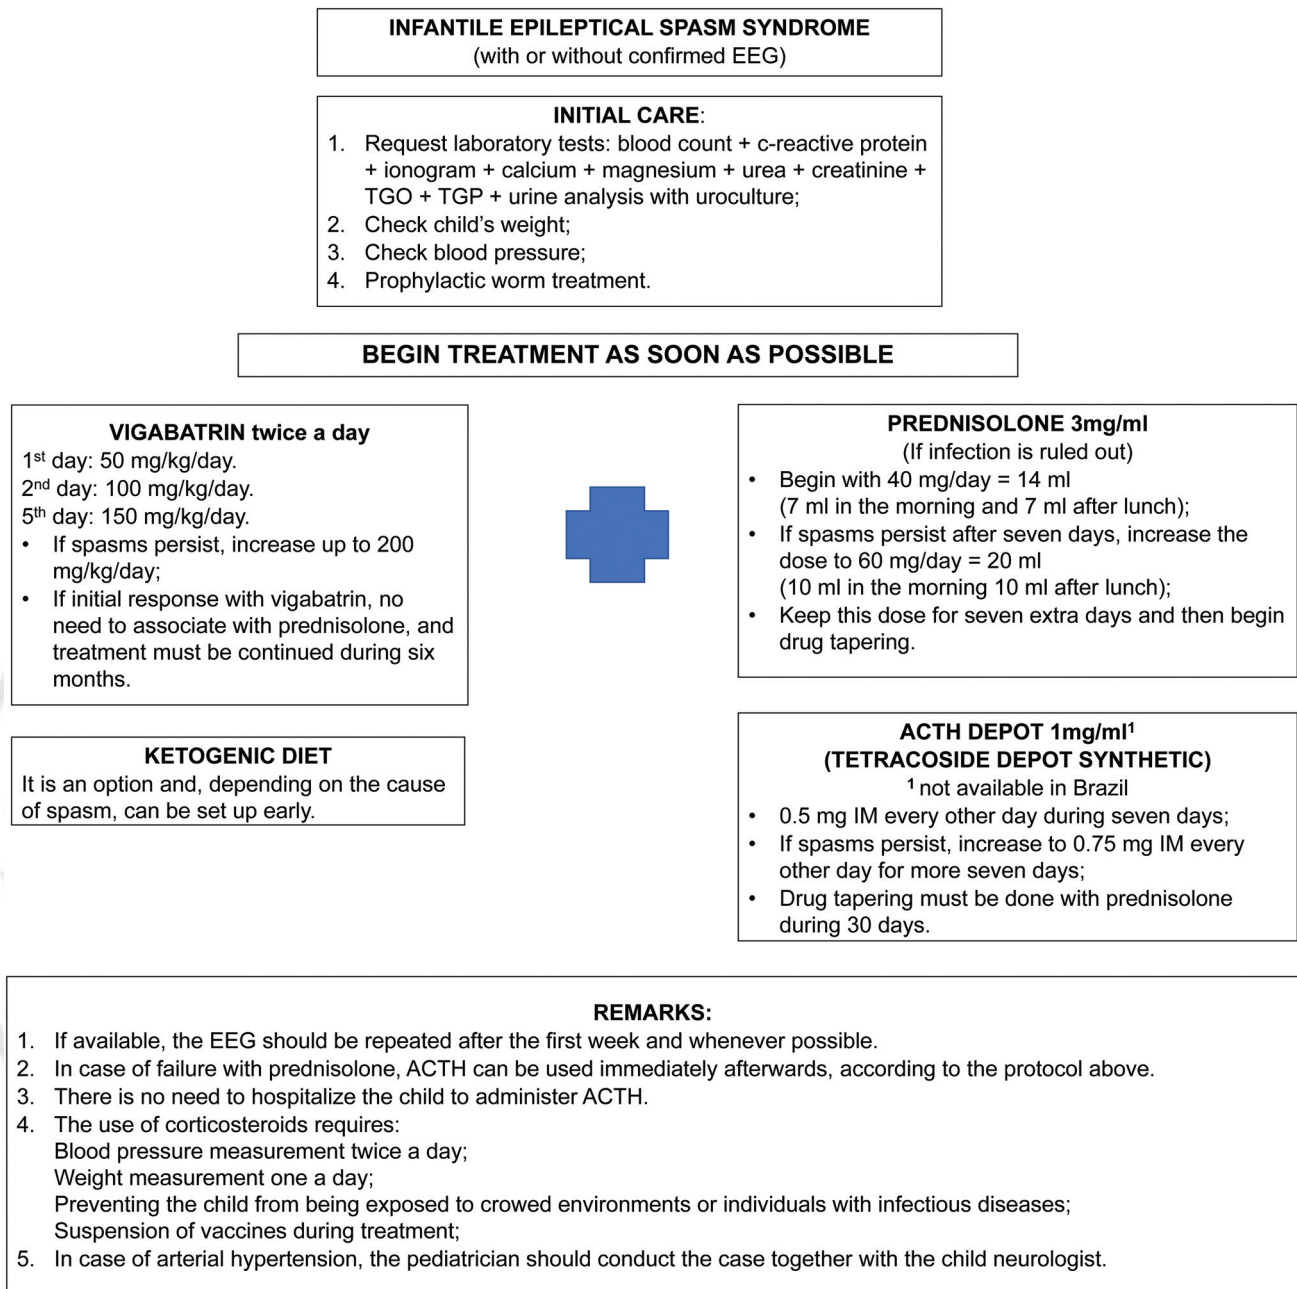 INFANTILE EPILEPTICAL SPASM SYNDROME
(with or without confirmed EEG)
INITIAL CARE:
1. Request laboratory tests: blood count + c-reactive protein
+ ionogram + calcium + magnesium + urea + creatinine +
TGO + TGP + urine analysis with uroculture;
2. Check child’s weight;
3. Check blood pressure;
4. Prophylactic worm treatment.
BEGIN TREATMENT AS SOON AS POSSIBLE
VIGABATRIN twice a day
1st day: 50 mg/kg/day.
2nd day: 100 mg/kg/day.
5th day: 150 mg/kg/day.
• If spasms persist, increase up to 200
mg/kg/day;
• If initial response with vigabatrin, no
need to associate with prednisolone, and
treatment must be continued during six
months.
KETOGENIC DIET
It is an option and, depending on the cause
of spasm, can be set up early.
PREDNISOLONE 3mg/ml
(If infection is ruled out)
• Begin with 40 mg/day = 14 ml
(7 ml in the morning and 7 ml after lunch);
• If spasms persist after seven days, increase the
dose to 60 mg/day = 20 ml
(10 ml in the morning 10 ml after lunch);
• Keep this dose for seven extra days and then begin
drug tapering.
ACTH DEPOT 1mg/ml¹
(TETRACOSIDE DEPOT SYNTHETIC)
¹ not available in Brazil
• 0.5 mg IM every other day during seven days;
• If spasms persist, increase to 0.75 mg IM every
other day for more seven days;
• Drug tapering must be done with prednisolone
during 30 days.
REMARKS:
1. If available, the EEG should be repeated after the first week and whenever possible.
2. In case of failure with prednisolone, ACTH can be used immediately afterwards, according to the protocol above.
3. There is no need to hospitalize the child to administer ACTH.
4. The use of corticosteroids requires:
Blood pressure measurement twice a day;
Weight measurement one a day;
Preventing the child from being exposed to crowed environments or individuals with infectious diseases;
Suspension of vaccines during treatment;
5. In case of arterial hypertension, the pediatrician should conduct the case together with the child neurologist.